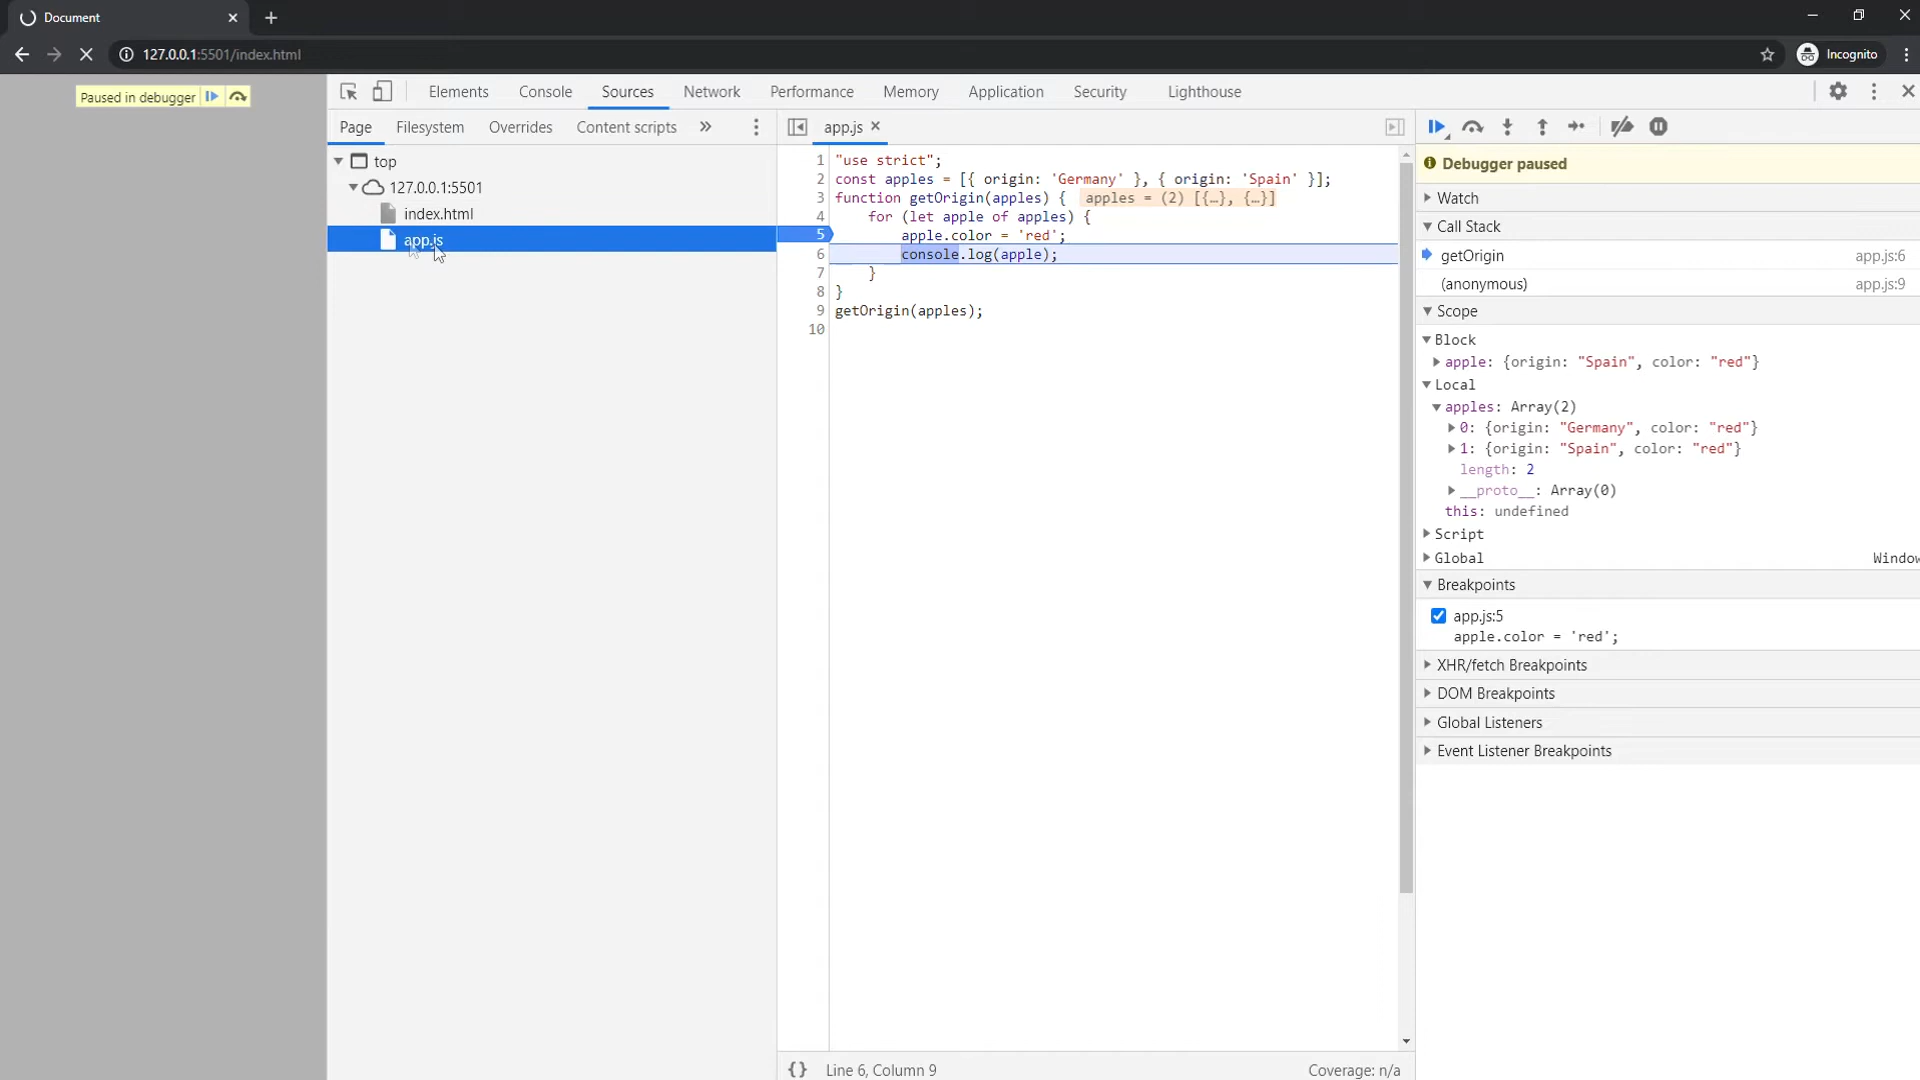 Document
127.0.0.1:5501/index.html
Incognito
Paused in debugger
Elements Console Sources Network Performance Memory Application Security Lighthouse
Page Filesystem Overrides Content scripts
top
127.0.0.1:5501
index.html
app.js
app.js
1 "use strict";
2 const apples = [{ origin: 'Germany' }, { origin: 'Spain' }];
3 function getOrigin(apples) { apples = (2) [{…}, {…}]
4 for (let apple of apples) {
5 apple.color = 'red';
6 console.log(apple);
7 }
8 }
9 getOrigin(apples);
10
{} Line 6, Column 9
Coverage: n/a
Debugger paused
Watch
Call Stack
getOrigin app.js:6
(anonymous) app.js:9
Scope
Block
apple: {origin: "Spain", color: "red"}
Local
apples: Array(2)
0: {origin: "Germany", color: "red"}
1: {origin: "Spain", color: "red"}
length: 2
__proto__: Array(0)
this: undefined
Script
Global Window
Breakpoints
app.js:5
apple.color = 'red';
XHR/fetch Breakpoints
DOM Breakpoints
Global Listeners
Event Listener Breakpoints